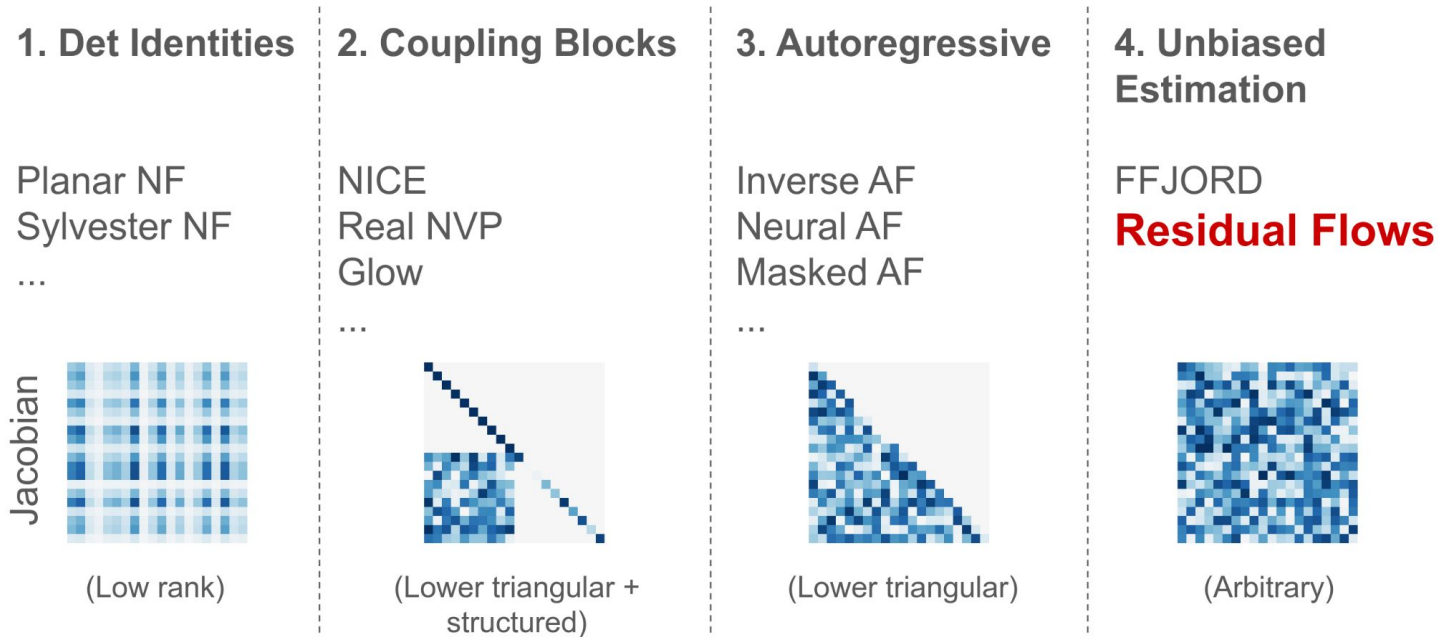 1. Det Identities
Planar NF
Sylvester NF
...
(Low rank)
2. Coupling Blocks
NICE
Real NVP
Glow
...
(Lower triangular +
structured)
3. Autoregressive
Inverse AF
Neural AF
Masked AF
...
(Lower triangular)
4. Unbiased
Estimation
FFJORD
Residual Flows
(Arbitrary)
Jacobian